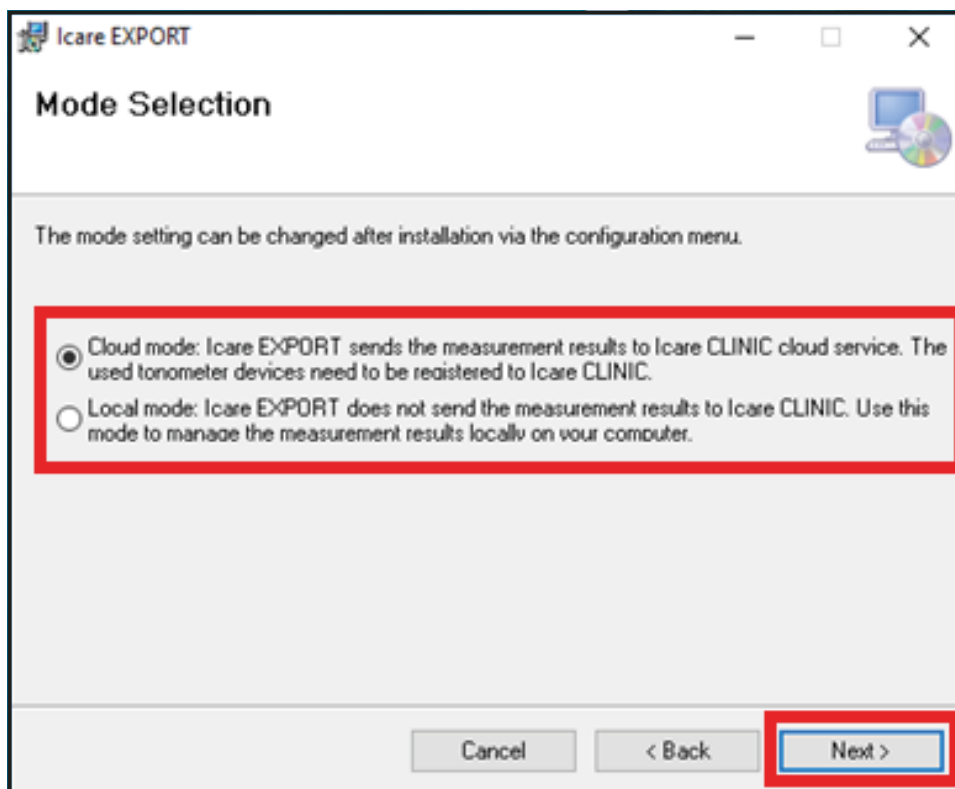 Icare EXPORT
Mode Selection
The mode setting can be changed after installation via the configuration menu.
Cloud mode: Icare EXPORT sends the measurement results to Icare CLINIC cloud service. The
used tonometer devices need to be registered to Icare CLINIC.
Local mode: Icare EXPORT does not send the measurement results to Icare CLINIC. Use this
mode to manage the measurement results locally on your computer.
Cancel
< Back
Next >